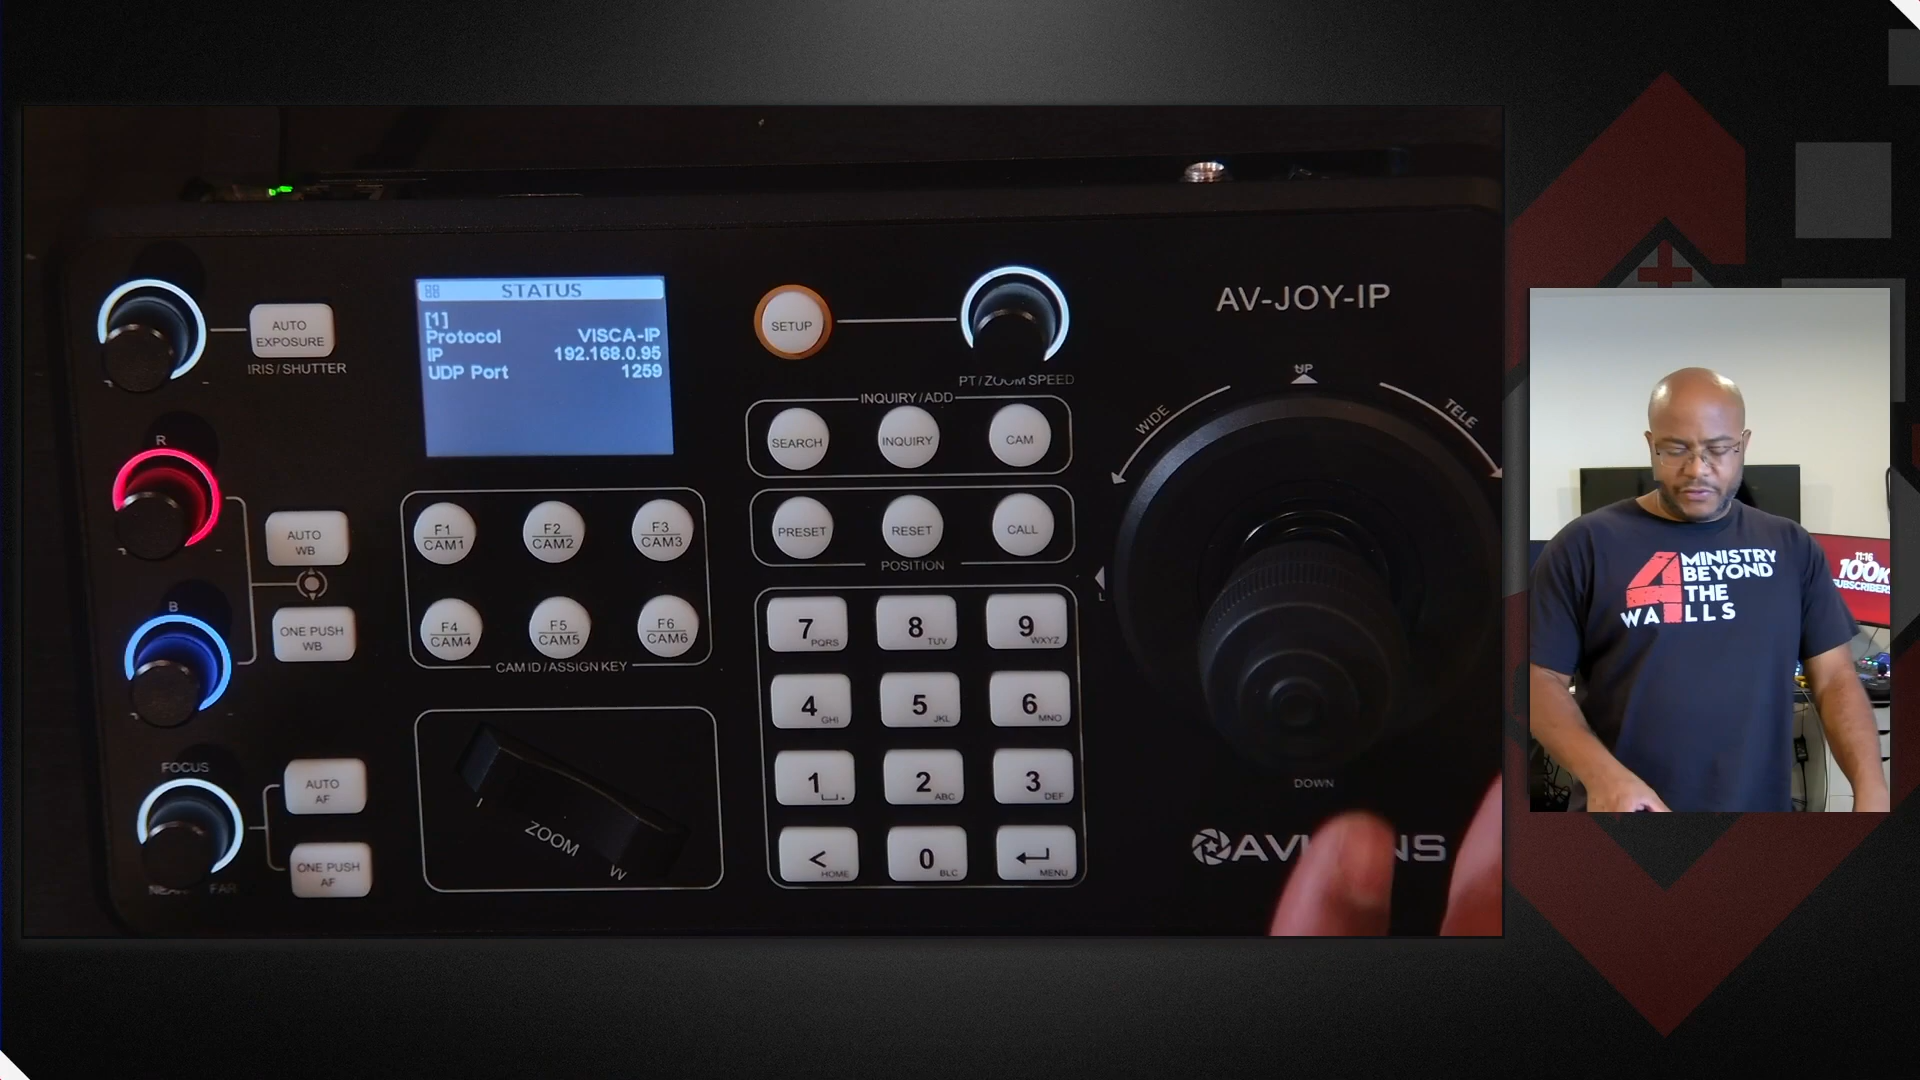 STATUS
[1]
Protocol VISCA-IP
IP 192.168.0.95
UDP Port 1259
AUTO
EXPOSURE
IRIS/SHUTTER
R
AUTO
WB
B
ONE PUSH
WB
FOCUS
AUTO
AF
ONE PUSH
AF
NEAR FAR
F1
CAM1
F2
CAM2
F3
CAM3
F4
CAM4
F5
CAM5
F6
CAM6
CAM ID/ASSIGN KEY
ZOOM
W
SETUP
PT/ZOOM SPEED
INQUIRY/ADD
SEARCH
INQUIRY
CAM
PRESET
RESET
CALL
POSITION
7 PQRS
8 TUV
9 WXYZ
4 GHI
5 JKL
6 MNO
1
2 ABC
3 DEF
< HOME
0 BLC
MENU
AV-JOY-IP
UP
WIDE
TELE
L
DOWN
4 MINISTRY
BEYOND
THE
WALLS
11:16
100K
SUBSCRIBERS